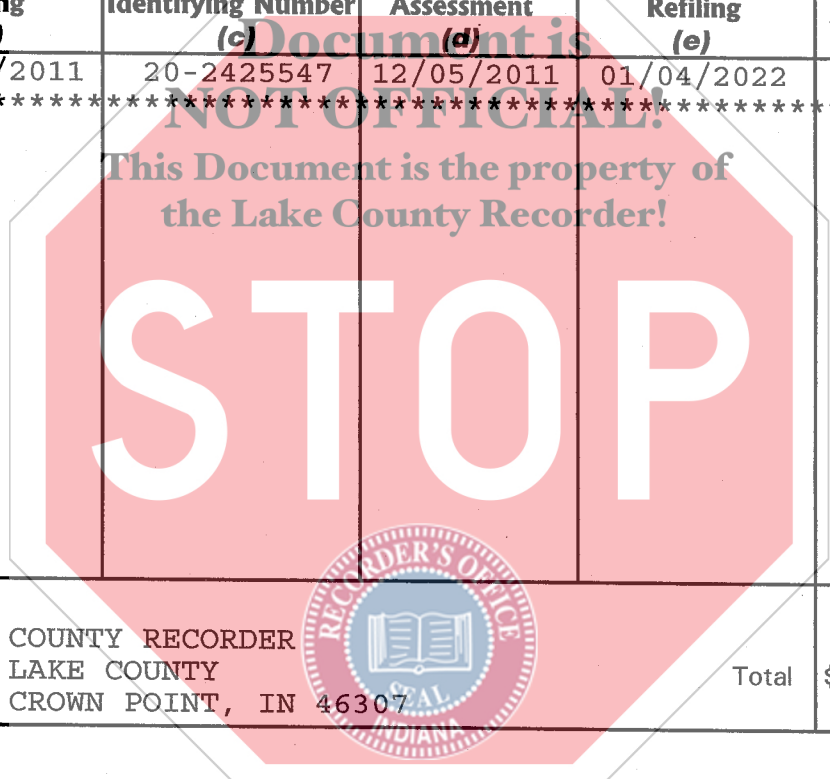 ng Identifying Number Assessment Refiling
) (c) (d) (e)
Document is
/2011 20-2425547 12/05/2011 01/04/2022
*****************************************************
NOT OFFICIAL!
This Document is the property of
the Lake County Recorder!
STOP
RECORDER'S OFFICE
SEAL
INDIANA
COUNTY RECORDER
LAKE COUNTY
Total $
CROWN POINT, IN 46307